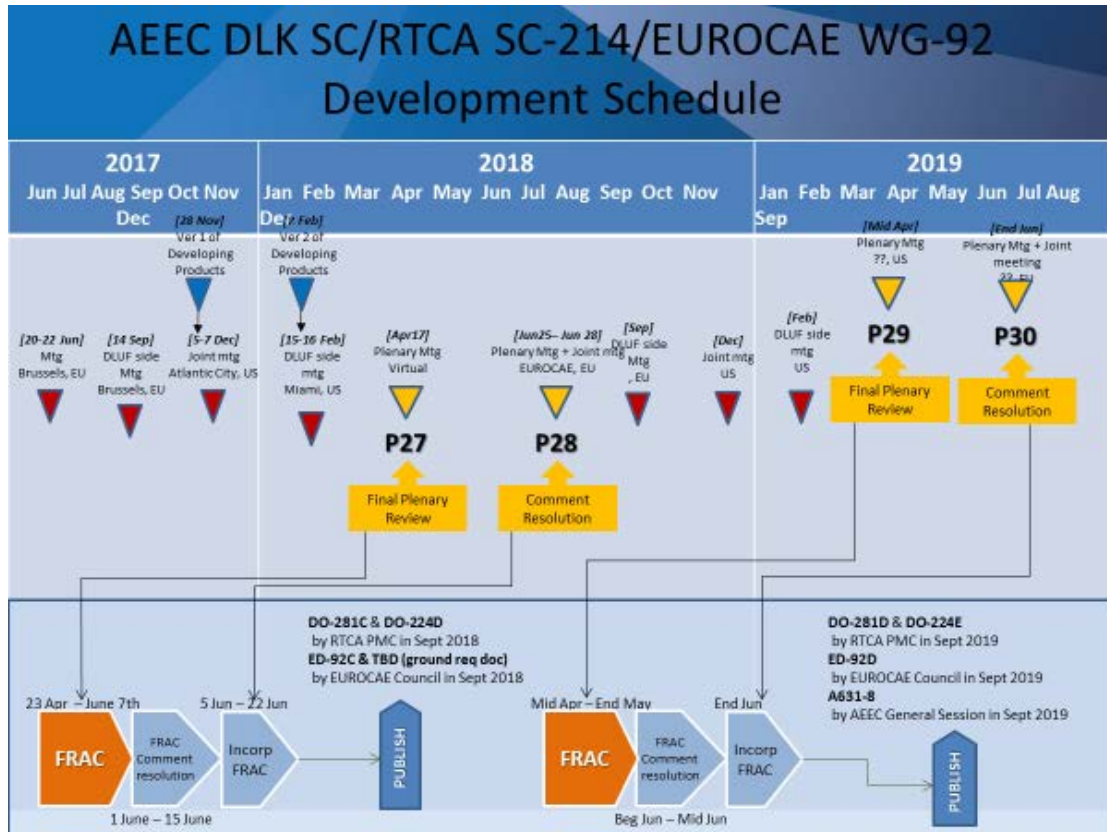 AEEC DLK SC/RTCA SC-214/EUROCAE WG-92
Development Schedule
2017
Jun Jul Aug Sep Oct Nov
Dec
2018
Jan Feb Mar Apr May Jun Jul Aug Sep Oct Nov
Dec
2019
Jan Feb Mar Apr May Jun Jul Aug
Sep
[28 Nov]
Ver 1 of
Developing
Products
Feb]
Ver 2 of
Developing
Products
[Mid Apr]
Plenary Mtg
??, US
[End Jun]
Plenary Mtg + Joint
meeting
??, EU
[20-22 Jun]
Mtg
Brussels, EU
[14 Sep]
DLUF side
Mtg
Brussels, EU
[5-7 Dec]
Joint mtg
Atlantic City, US
[15-16 Feb]
DLUF side
mtg
Miami, US
[Apr17]
Plenary Mtg
Virtual
[Jun25– Jun 28]
Plenary Mtg + Joint mtg
EUROCAE, EU
[Sep]
DLUF side
Mtg
, EU
[Dec]
Joint mtg
US
[Feb]
DLUF side
mtg
US
P29
P30
Final Plenary
Review
Comment
Resolution
P27
P28
Final Plenary
Review
Comment
Resolution
DO-281C & DO-224D
by RTCA PMC in Sept 2018
ED-92C & TBD (ground req doc)
by EUROCAE Council in Sept 2018
DO-281D & DO-224E
by RTCA PMC in Sept 2019
ED-92D
by EUROCAE Council in Sept 2019
A631-8
by AEEC General Session in Sept 2019
23 Apr – June 7th
5 Jun – 22 Jun
FRAC
FRAC
Comment
resolution
Incorp
FRAC
PUBLISH
1 June – 15 June
Mid Apr – End May
End Jun
FRAC
FRAC
Comment
resolution
Incorp
FRAC
PUBLISH
Beg Jun – Mid Jun